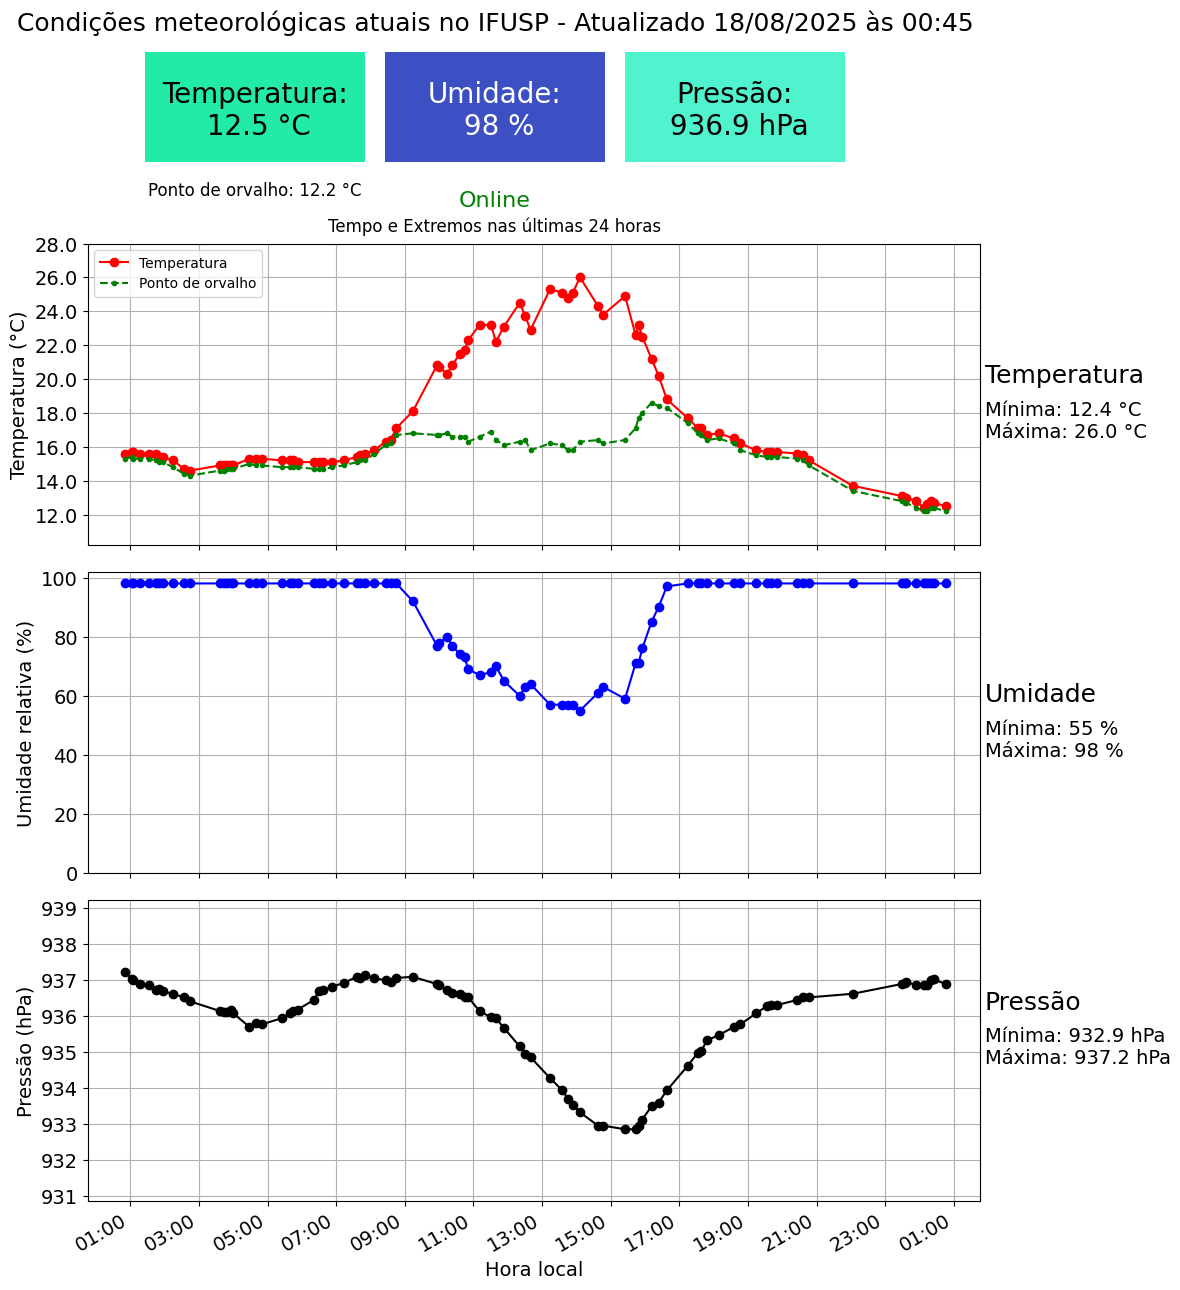 Condições meteorológicas atuais no IFUSP - Atualizado 18/08/2025 às 00:45
Temperatura:
12.5 °C
Umidade:
98 %
Pressão:
936.9 hPa
Ponto de orvalho: 12.2 °C
Online
Tempo e Extremos nas últimas 24 horas
Temperatura (°C)
28.0
26.0
24.0
22.0
20.0
18.0
16.0
14.0
12.0
Temperatura
Ponto de orvalho
Temperatura
Mínima: 12.4 °C
Máxima: 26.0 °C
Umidade relativa (%)
100
80
60
40
20
0
Umidade
Mínima: 55 %
Máxima: 98 %
Pressão (hPa)
939
938
937
936
935
934
933
932
931
Pressão
Mínima: 932.9 hPa
Máxima: 937.2 hPa
01:00 03:00 05:00 07:00 09:00 11:00 13:00 15:00 17:00 19:00 21:00 23:00 01:00
Hora local